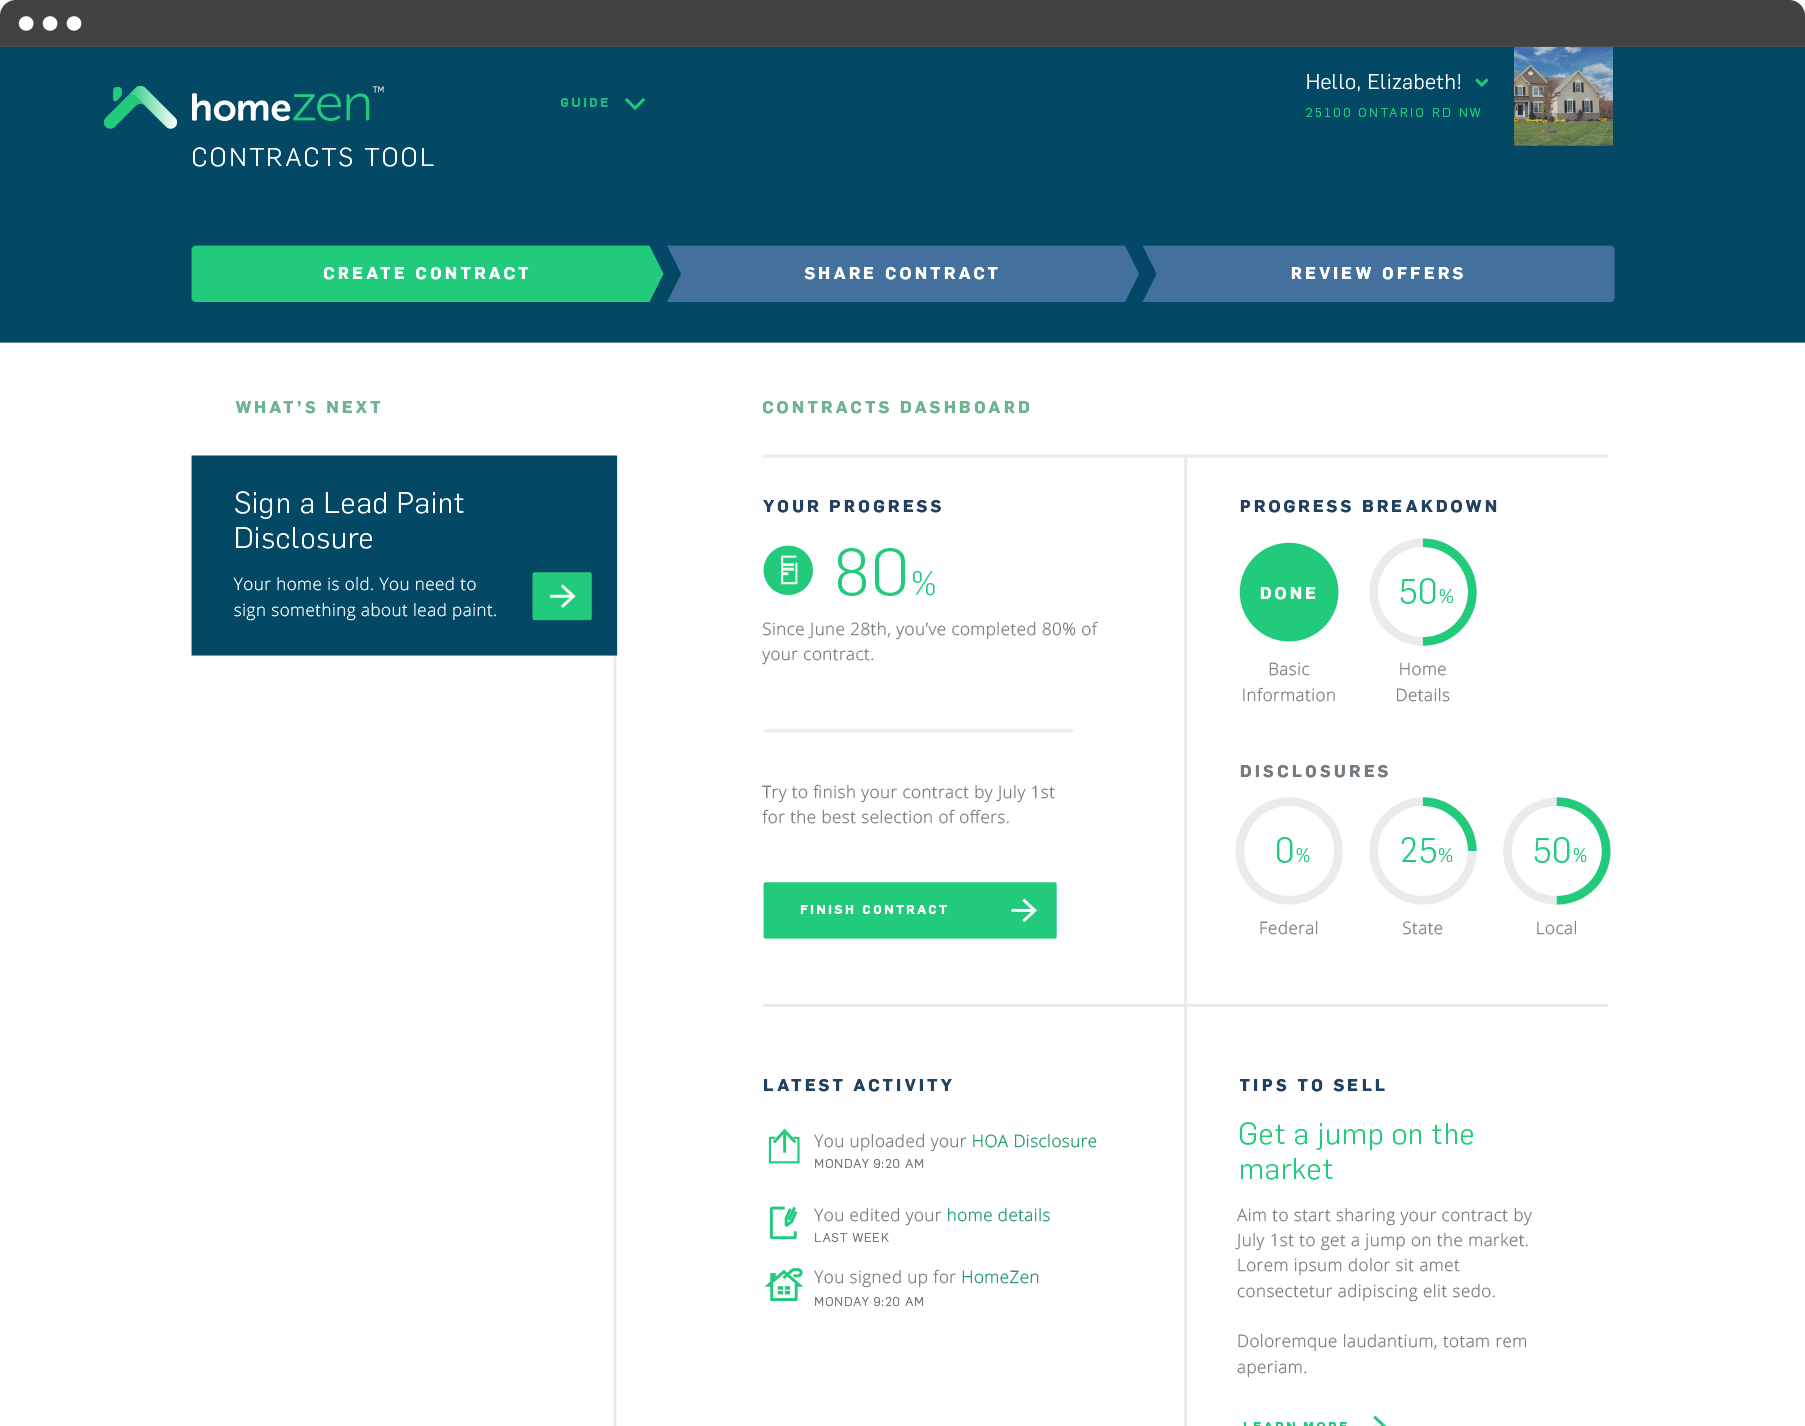 homezen™
CONTRACTS TOOL
GUIDE
Hello, Elizabeth!
25100 ONTARIO RD NW
CREATE CONTRACT
SHARE CONTRACT
REVIEW OFFERS
WHAT'S NEXT
Sign a Lead Paint
Disclosure
Your home is old. You need to
sign something about lead paint.
CONTRACTS DASHBOARD
YOUR PROGRESS
80%
Since June 28th, you've completed 80% of
your contract.
Try to finish your contract by July 1st
for the best selection of offers.
FINISH CONTRACT
PROGRESS BREAKDOWN
DONE
Basic
Information
50%
Home
Details
DISCLOSURES
0%
Federal
25%
State
50%
Local
LATEST ACTIVITY
You uploaded your HOA Disclosure
MONDAY 9:20 AM
You edited your home details
LAST WEEK
You signed up for HomeZen
MONDAY 9:20 AM
TIPS TO SELL
Get a jump on the
market
Aim to start sharing your contract by
July 1st to get a jump on the market.
Lorem ipsum dolor sit amet
consectetur adipiscing elit sedo.
Doloremque laudantium, totam rem
aperiam.
LEARN MORE